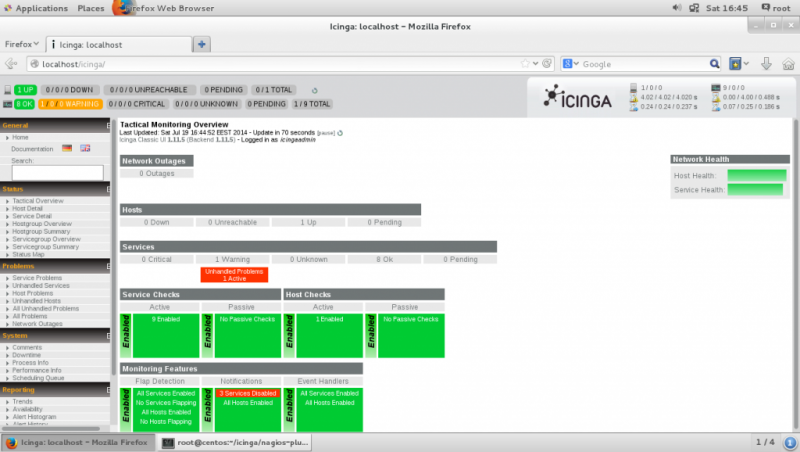 Applications Places Firefox Web Browser Sat 16:45 root
Icinga: localhost - Mozilla Firefox
Firefox Icinga: localhost
localhost/icinga/ Google
1 UP 0/0/0 DOWN 0/0/0 UNREACHABLE 0 PENDING 0/1 TOTAL
8 OK 1/0/0 WARNING 0/0/0 CRITICAL 0/0/0 UNKNOWN 0 PENDING 1/9 TOTAL
ICINGA
1/0/0 9/0/0
4.02 / 4.02 / 4.020 s 0.00 / 4.00 / 0.488 s
0.24 / 0.24 / 0.237 s 0.07 / 0.25 / 0.186 s
General
Home
Documentation
Search:
Status
Tactical Overview
Host Detail
Service Detail
Hostgroup Overview
Hostgroup Summary
Servicegroup Overview
Servicegroup Summary
Status Map
Problems
Service Problems
Unhandled Services
Host Problems
Unhandled Hosts
All Unhandled Problems
All Problems
Network Outages
System
Comments
Downtime
Process Info
Performance Info
Scheduling Queue
Reporting
Trends
Availability
Alert Histogram
Alert History
Tactical Monitoring Overview
Last Updated: Sat Jul 19 16:44:52 EEST 2014 - Update in 70 seconds [pause]
Icinga Classic UI 1.11.5 (Backend 1.11.5) - Logged in as icingaadmin
Network Outages
0 Outages
Network Health
Host Health:
Service Health:
Hosts
0 Down 0 Unreachable 1 Up 0 Pending
Services
0 Critical 1 Warning 0 Unknown 8 Ok 0 Pending
Unhandled Problems
1 Active
Service Checks Host Checks
Active Passive Active Passive
Enabled 9 Enabled Enabled No Passive Checks Enabled 1 Enabled Enabled No Passive Checks
Monitoring Features
Flap Detection Notifications Event Handlers
Enabled All Services Enabled Enabled 3 Services Disabled Enabled All Services Enabled
No Services Flapping All Hosts Enabled All Hosts Enabled
All Hosts Enabled
No Hosts Flapping
Icinga: localhost - Mozilla Firefox root@centos:~/icinga/nagios-plu... 1 / 4 1